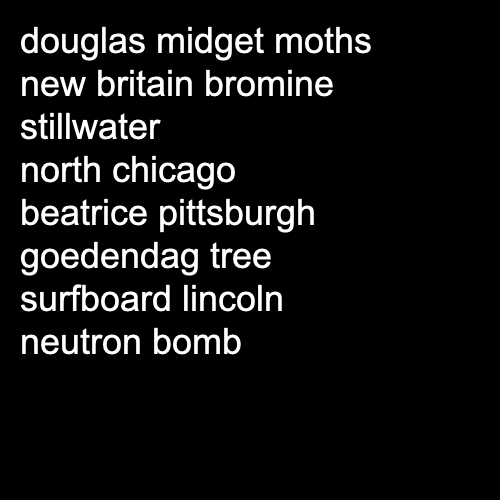 douglas midget moths
new britain bromine
stillwater
north chicago
beatrice pittsburgh
goedendag tree
surfboard lincoln
neutron bomb